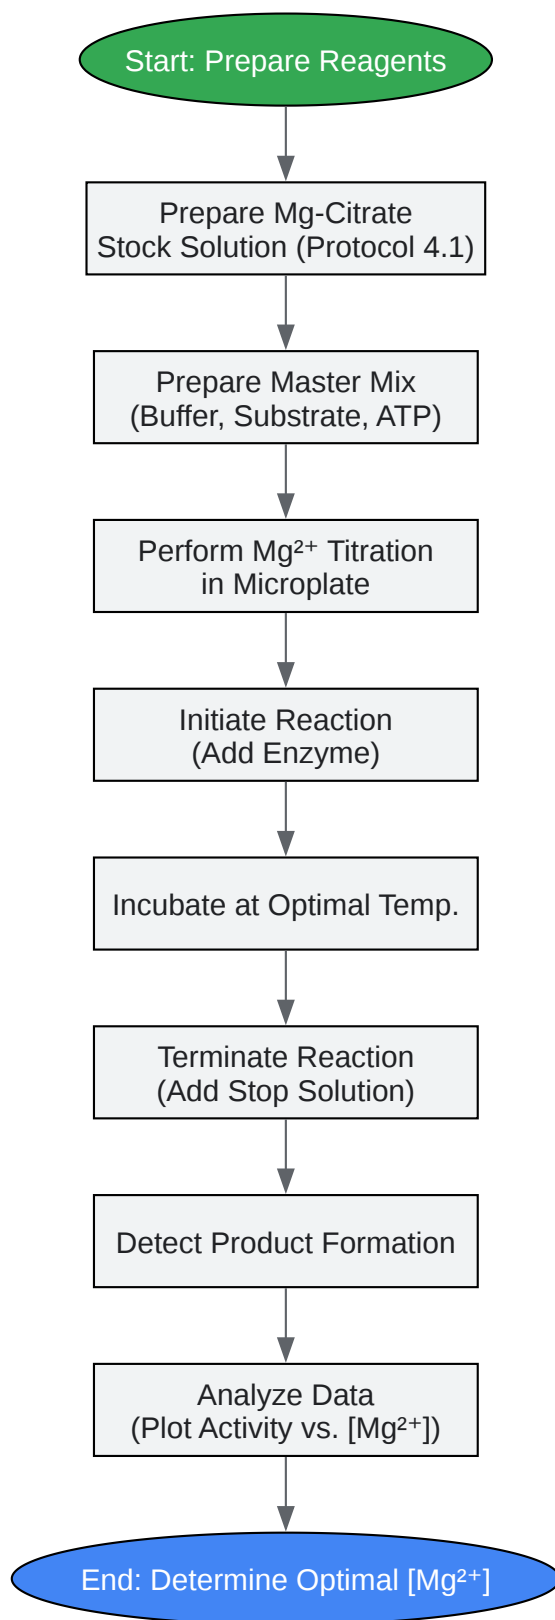 Start: Prepare Reagents
Prepare Mg-Citrate
Stock Solution (Protocol 4.1)
Prepare Master Mix
(Buffer, Substrate, ATP)
Perform Mg²⁺ Titration
in Microplate
Initiate Reaction
(Add Enzyme)
Incubate at Optimal Temp.
Terminate Reaction
(Add Stop Solution)
Detect Product Formation
Analyze Data
(Plot Activity vs. [Mg²⁺])
End: Determine Optimal [Mg²⁺]